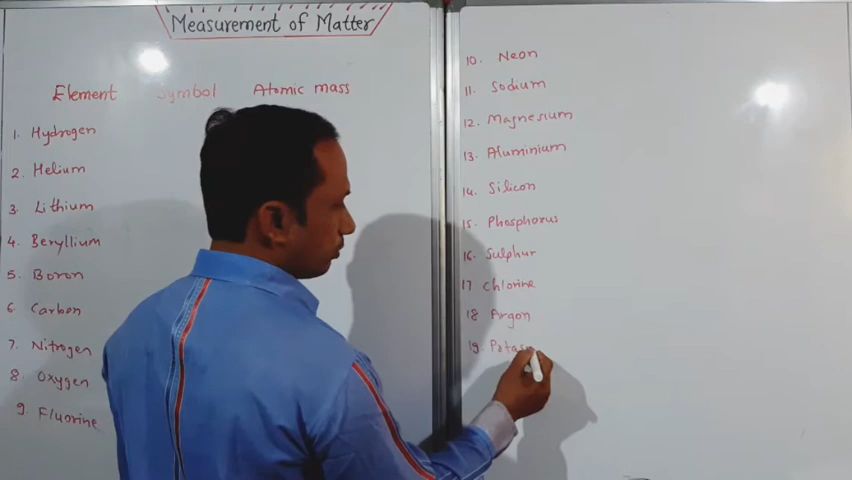 Measurement of Matter
Element Symbol Atomic mass
1. Hydrogen
2. Helium
3. Lithium
4. Beryllium
5. Boron
6. Carbon
7. Nitrogen
8. Oxygen
9. Fluorine
10. Neon
11. Sodium
12. Magnesium
13. Aluminium
14. Silicon
15. Phosphorus
16. Sulphur
17 Chlorine
18 Argon
19. Potas